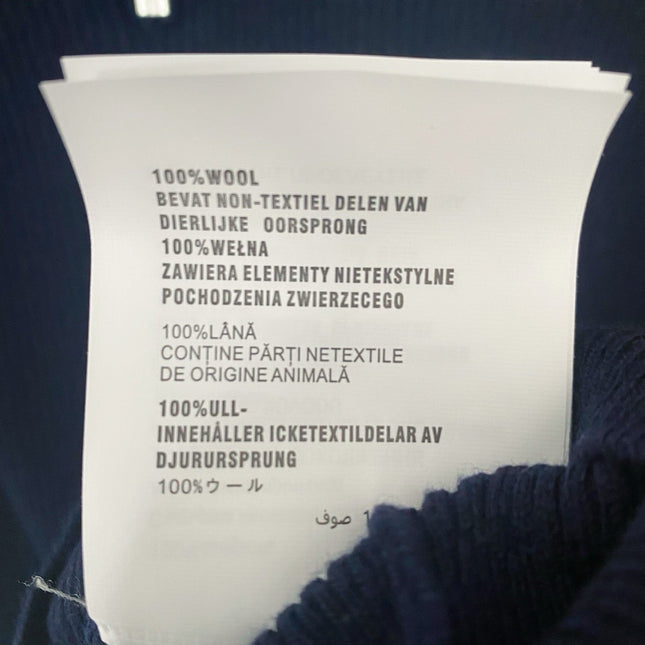 100%WOOL
BEVAT NON-TEXTIEL DELEN VAN
DIERLIJKE OORSPRONG
100%WEŁNA
ZAWIERA ELEMENTY NIETEKSTYLNE
POCHODZENIA ZWIERZECEGO
100%LÂNĂ
CONȚINE PĂRȚI NETEXTILE
DE ORIGINE ANIMALĂ
100%ULL-
INNEHÅLLER ICKETEXTILDELAR AV
DJURURSPRUNG
100%ウール
صوف